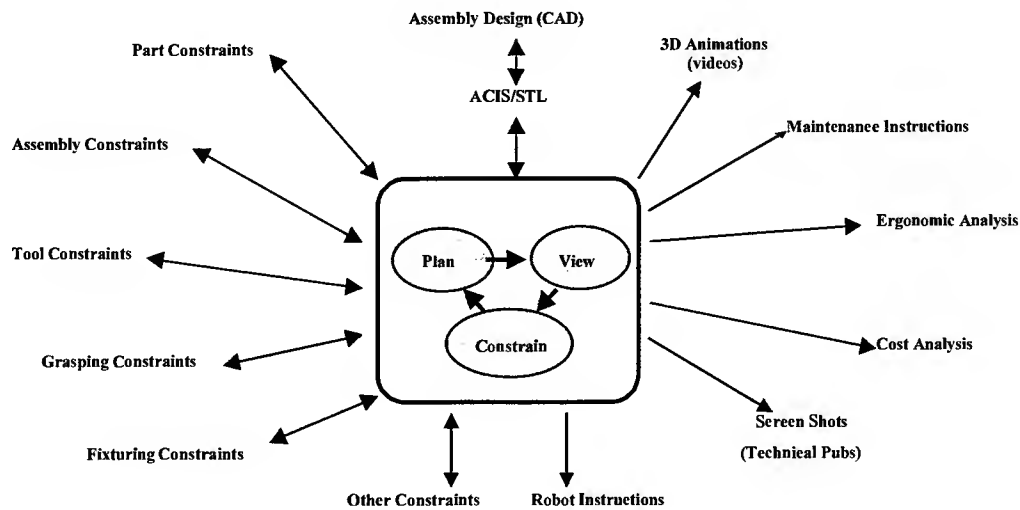 Assembly Design (CAD)
3D Animations
(videos)
Part Constraints
ACIS/STL
Maintenance Instructions
Assembly Constraints
Ergonomic Analysis
Tool Constraints
Plan
View
Constrain
Cost Analysis
Grasping Constraints
Screen Shots
(Technical Pubs)
Fixturing Constraints
Other Constraints
Robot Instructions